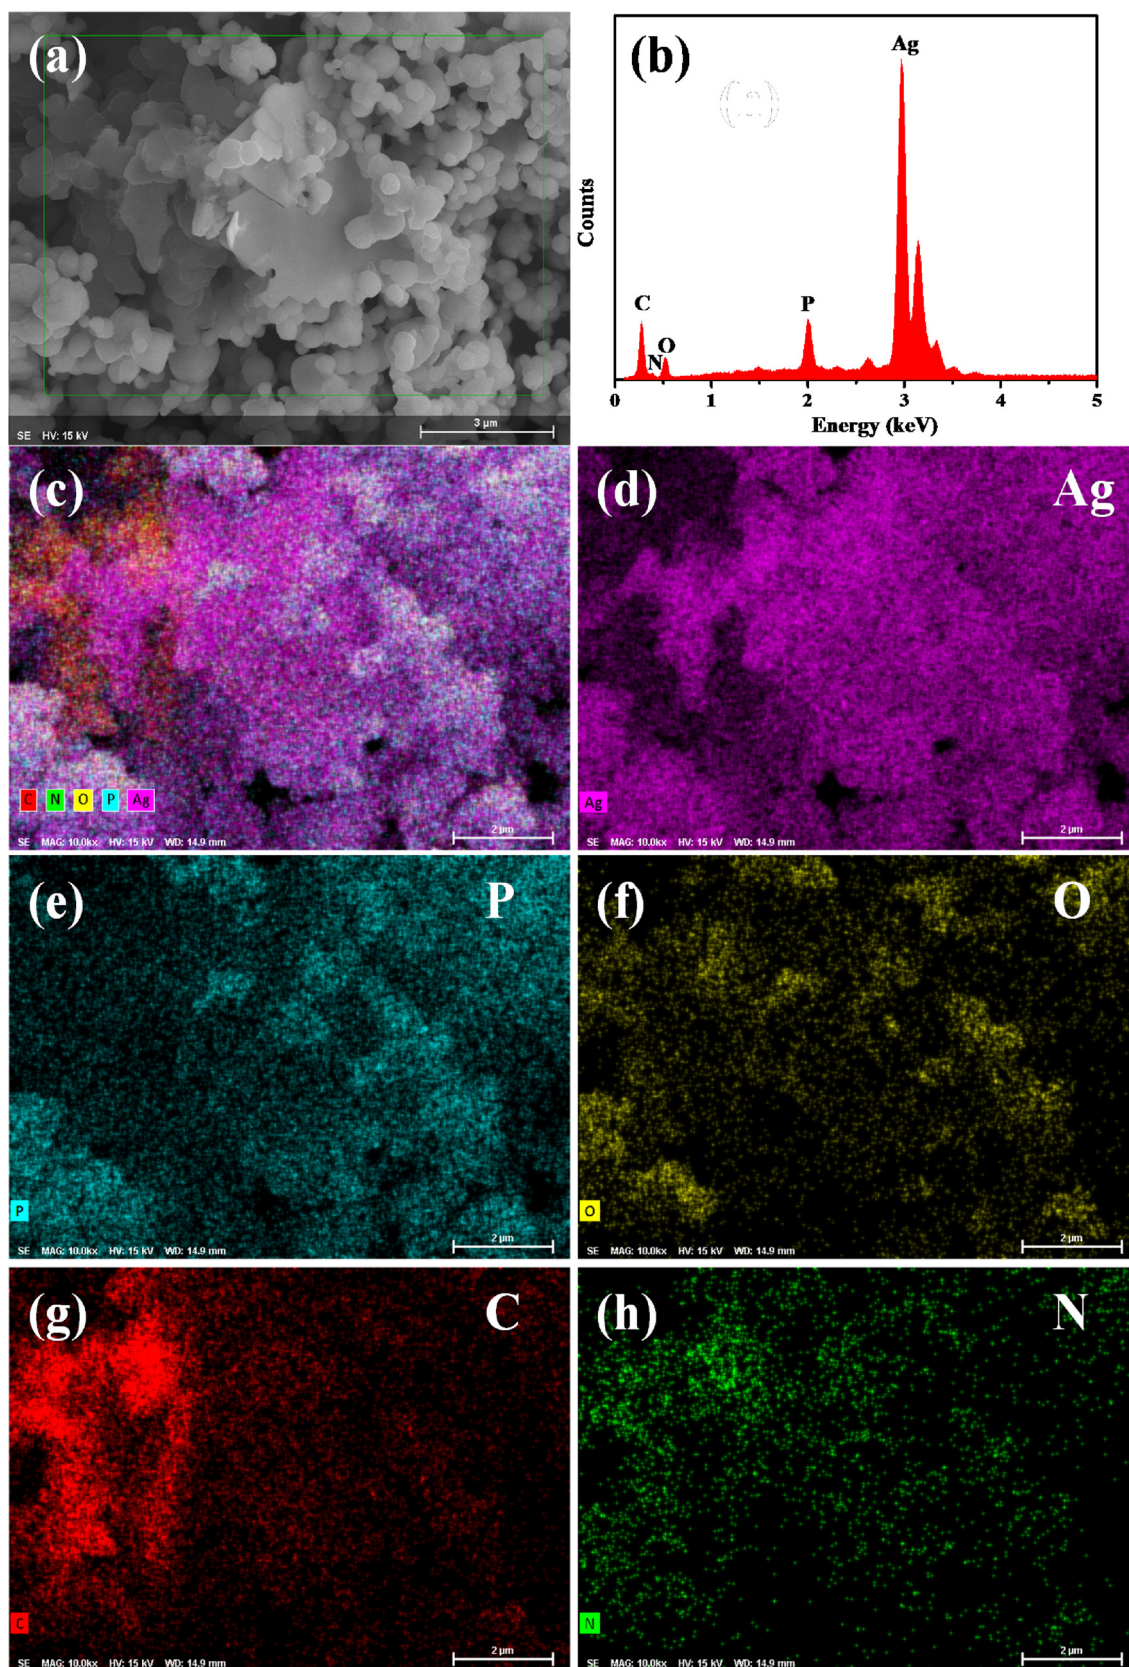 (a)
SE HV: 15 kV
3 µm
(b)
Ag
C
N
O
P
Counts
0 1 2 3 4 5
Energy (keV)
(c)
C N O P Ag
SE MAG: 10.0kx HV: 15 kV WD: 14.9 mm
2 µm
(d)
Ag
Ag
SE MAG: 10.0kx HV: 15 kV WD: 14.9 mm
2 µm
(e)
P
P
SE MAG: 10.0kx HV: 15 kV WD: 14.9 mm
2 µm
(f)
O
O
SE MAG: 10.0kx HV: 15 kV WD: 14.9 mm
2 µm
(g)
C
C
SE MAG: 10.0kx HV: 15 kV WD: 14.9 mm
2 µm
(h)
N
N
SE MAG: 10.0kx HV: 15 kV WD: 14.9 mm
2 µm